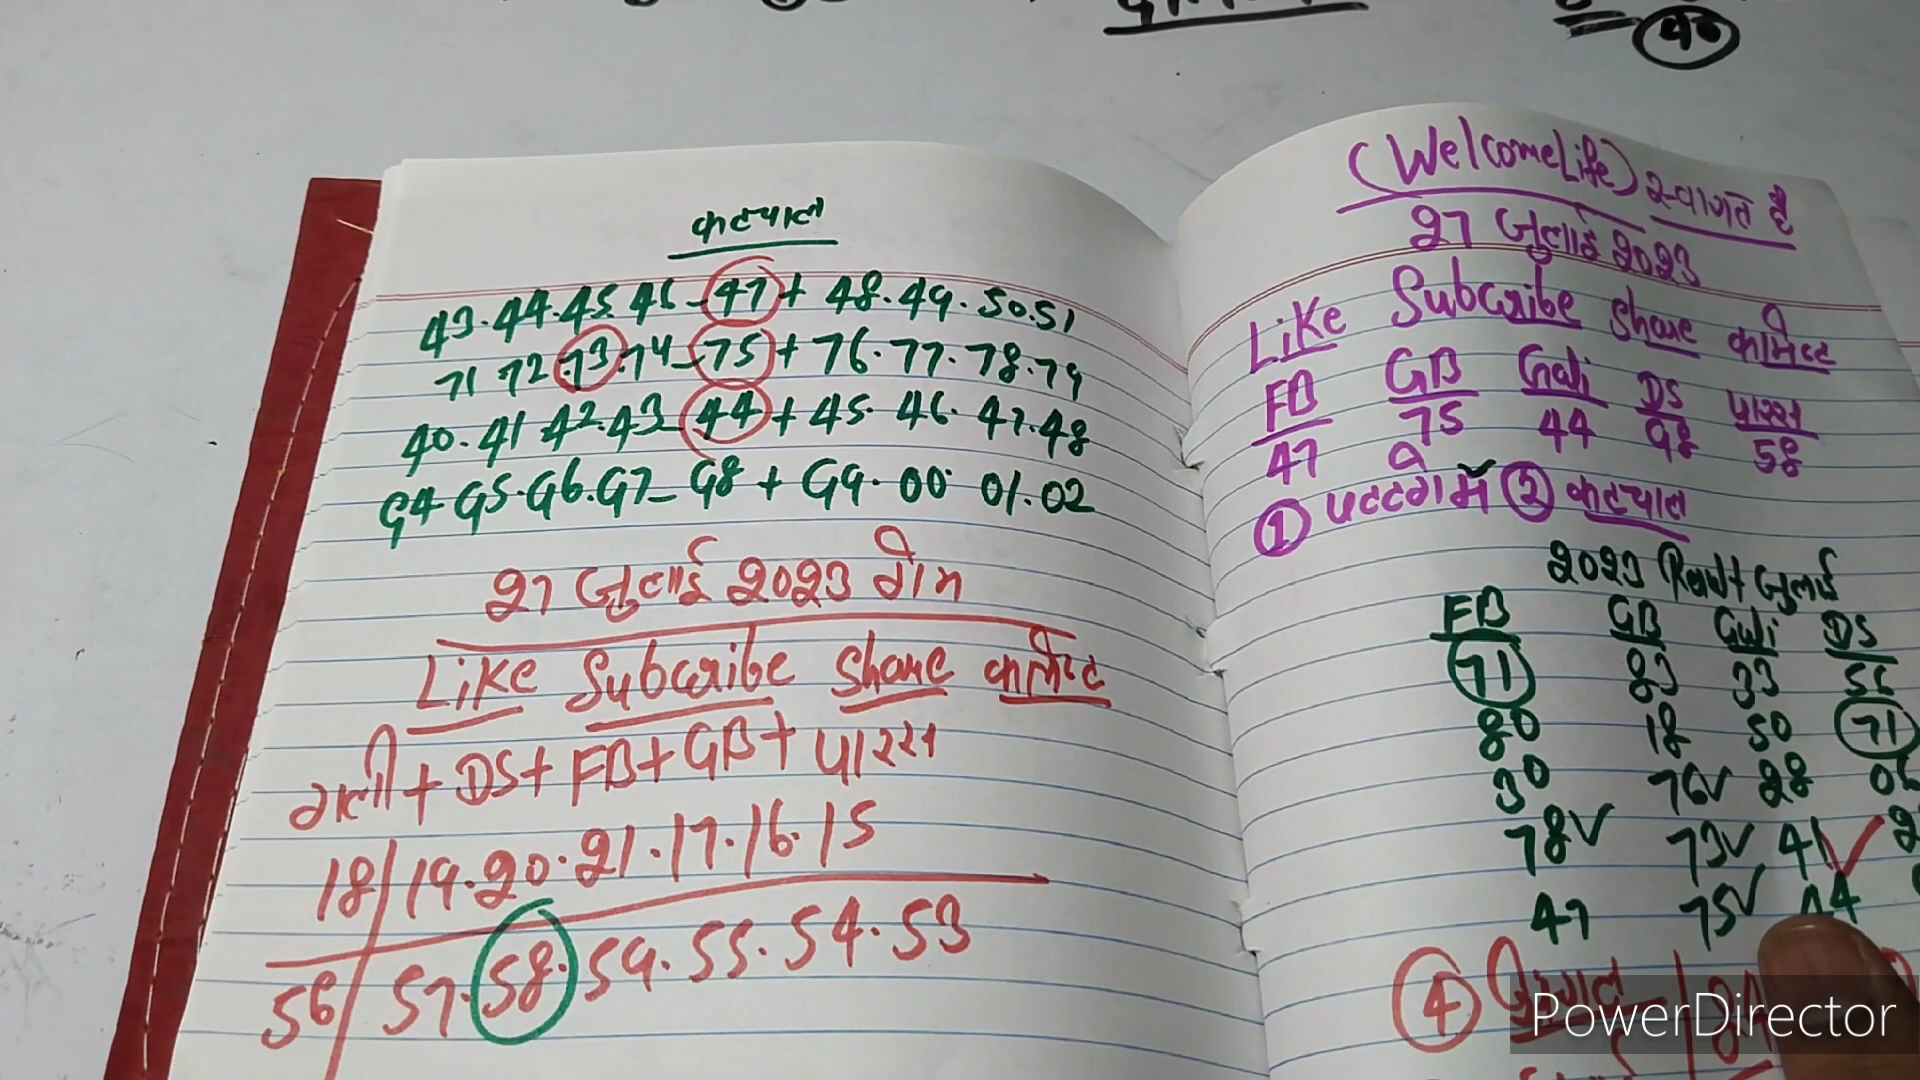 40
कटचाल
43.44.45.46-47+48.49.50.51
71 72.73.74-75+76.77.78.79
40.41 42.43-44+45.46.47.48
94 95.96.97-98+99.00 01.02
27 जुलाई 2023 गेम
Like Subcribe Share कमेन्ट
गली+DS+FB+GB+पारस
18|19.20.21.17.16.15
56|57.58.59.55.54.53
(WelcomeLife) स्वागत है
27 जुलाई 2023
Like Subcribe Share कमेन्ट
FB GB Gali DS पारस
47 75 44 98 58
① ② कटचाल
2023 Result जुलाई
FB GB Gali DS
71 83 33 56
80 18 50 71
30 76✓ 28
78✓ 73✓ 41✓
47 75✓ 44
④
PowerDirector